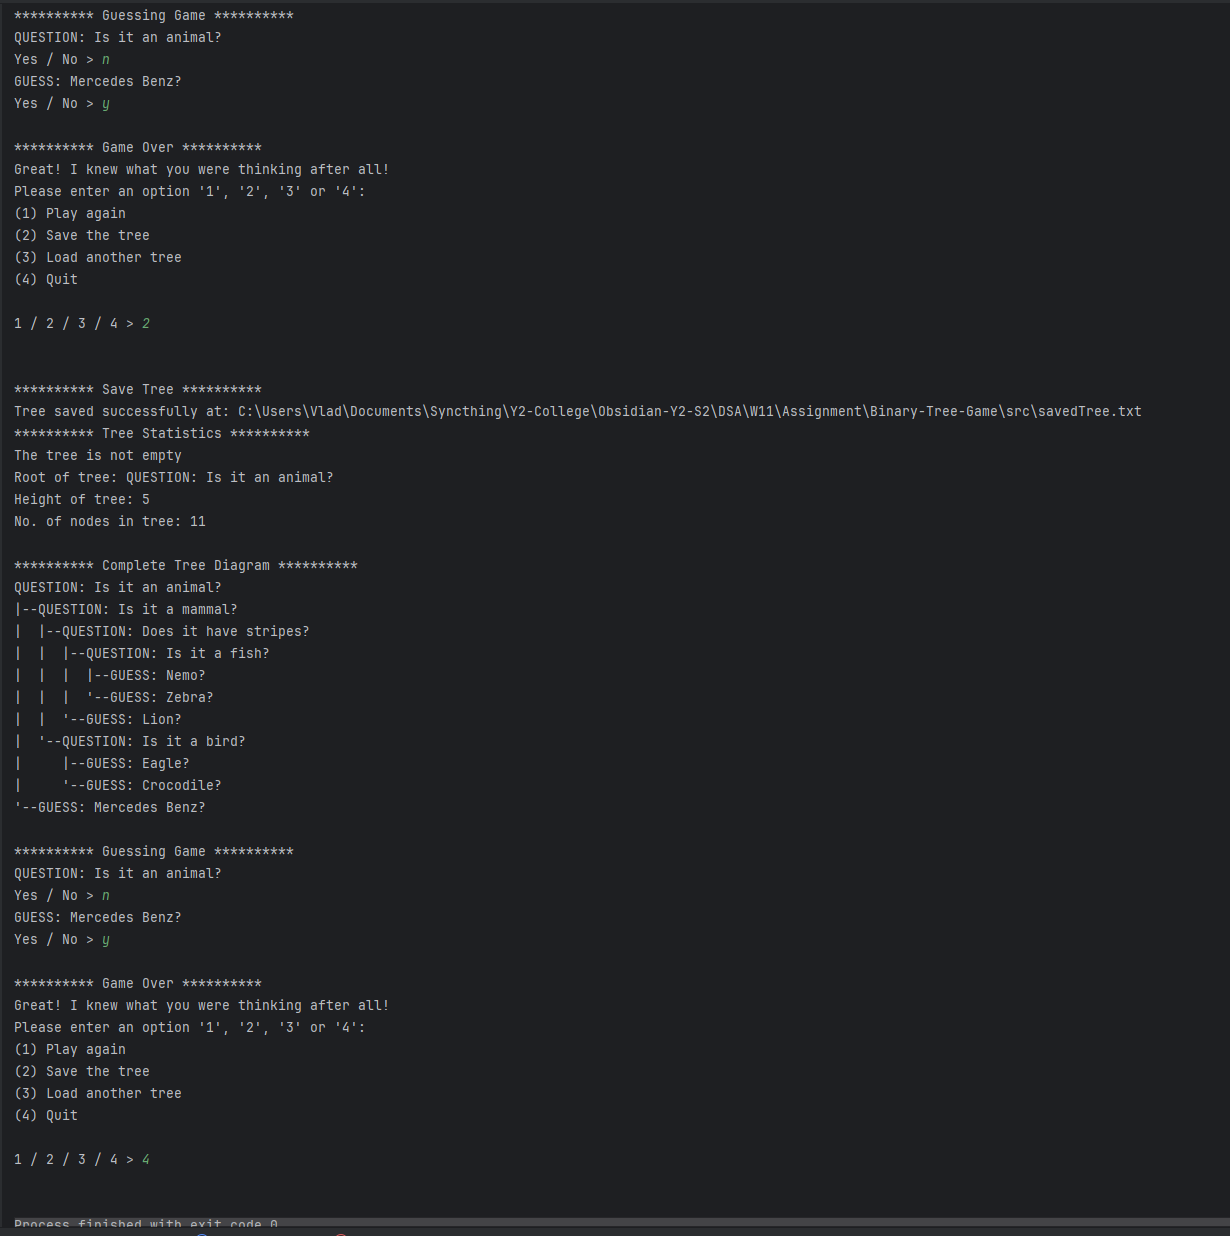 ********** Guessing Game **********
QUESTION: Is it an animal?
Yes / No > n
GUESS: Mercedes Benz?
Yes / No > y
********** Game Over **********
Great! I knew what you were thinking after all!
Please enter an option '1', '2', '3' or '4':
(1) Play again
(2) Save the tree
(3) Load another tree
(4) Quit
1 / 2 / 3 / 4 > 2
********** Save Tree **********
Tree saved successfully at: C:\Users\Vlad\Documents\Syncthing\Y2-College\Obsidian-Y2-S2\DSA\W11\Assignment\Binary-Tree-Game\src\savedTree.txt
********** Tree Statistics **********
The tree is not empty
Root of tree: QUESTION: Is it an animal?
Height of tree: 5
No. of nodes in tree: 11
********** Complete Tree Diagram **********
QUESTION: Is it an animal?
|--QUESTION: Is it a mammal?
|  |--QUESTION: Does it have stripes?
|  |  |--QUESTION: Is it a fish?
|  |  |  |--GUESS: Nemo?
|  |  |  '--GUESS: Zebra?
|  |  '--GUESS: Lion?
|  '--QUESTION: Is it a bird?
|     |--GUESS: Eagle?
|     '--GUESS: Crocodile?
'--GUESS: Mercedes Benz?
********** Guessing Game **********
QUESTION: Is it an animal?
Yes / No > n
GUESS: Mercedes Benz?
Yes / No > y
********** Game Over **********
Great! I knew what you were thinking after all!
Please enter an option '1', '2', '3' or '4':
(1) Play again
(2) Save the tree
(3) Load another tree
(4) Quit
1 / 2 / 3 / 4 > 4
Process finished with exit code 0